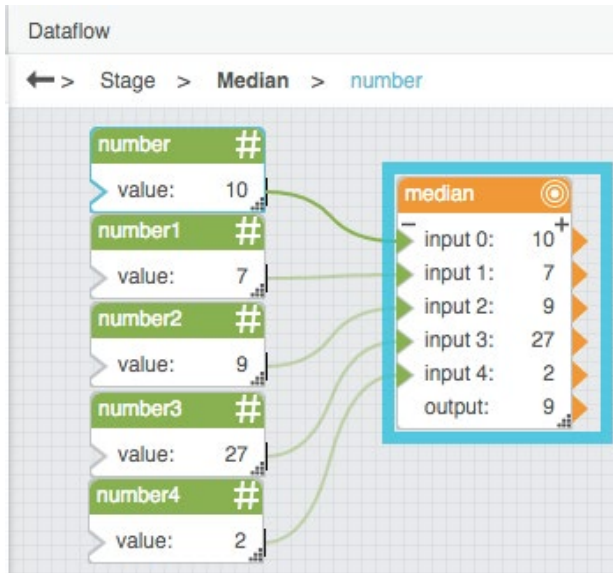 Dataflow
> Stage > Median > number
number #
value: 10
number1 #
value: 7
number2 #
value: 9
number3 #
value: 27
number4 #
value: 2
median
− +
input 0: 10
input 1: 7
input 2: 9
input 3: 27
input 4: 2
output: 9